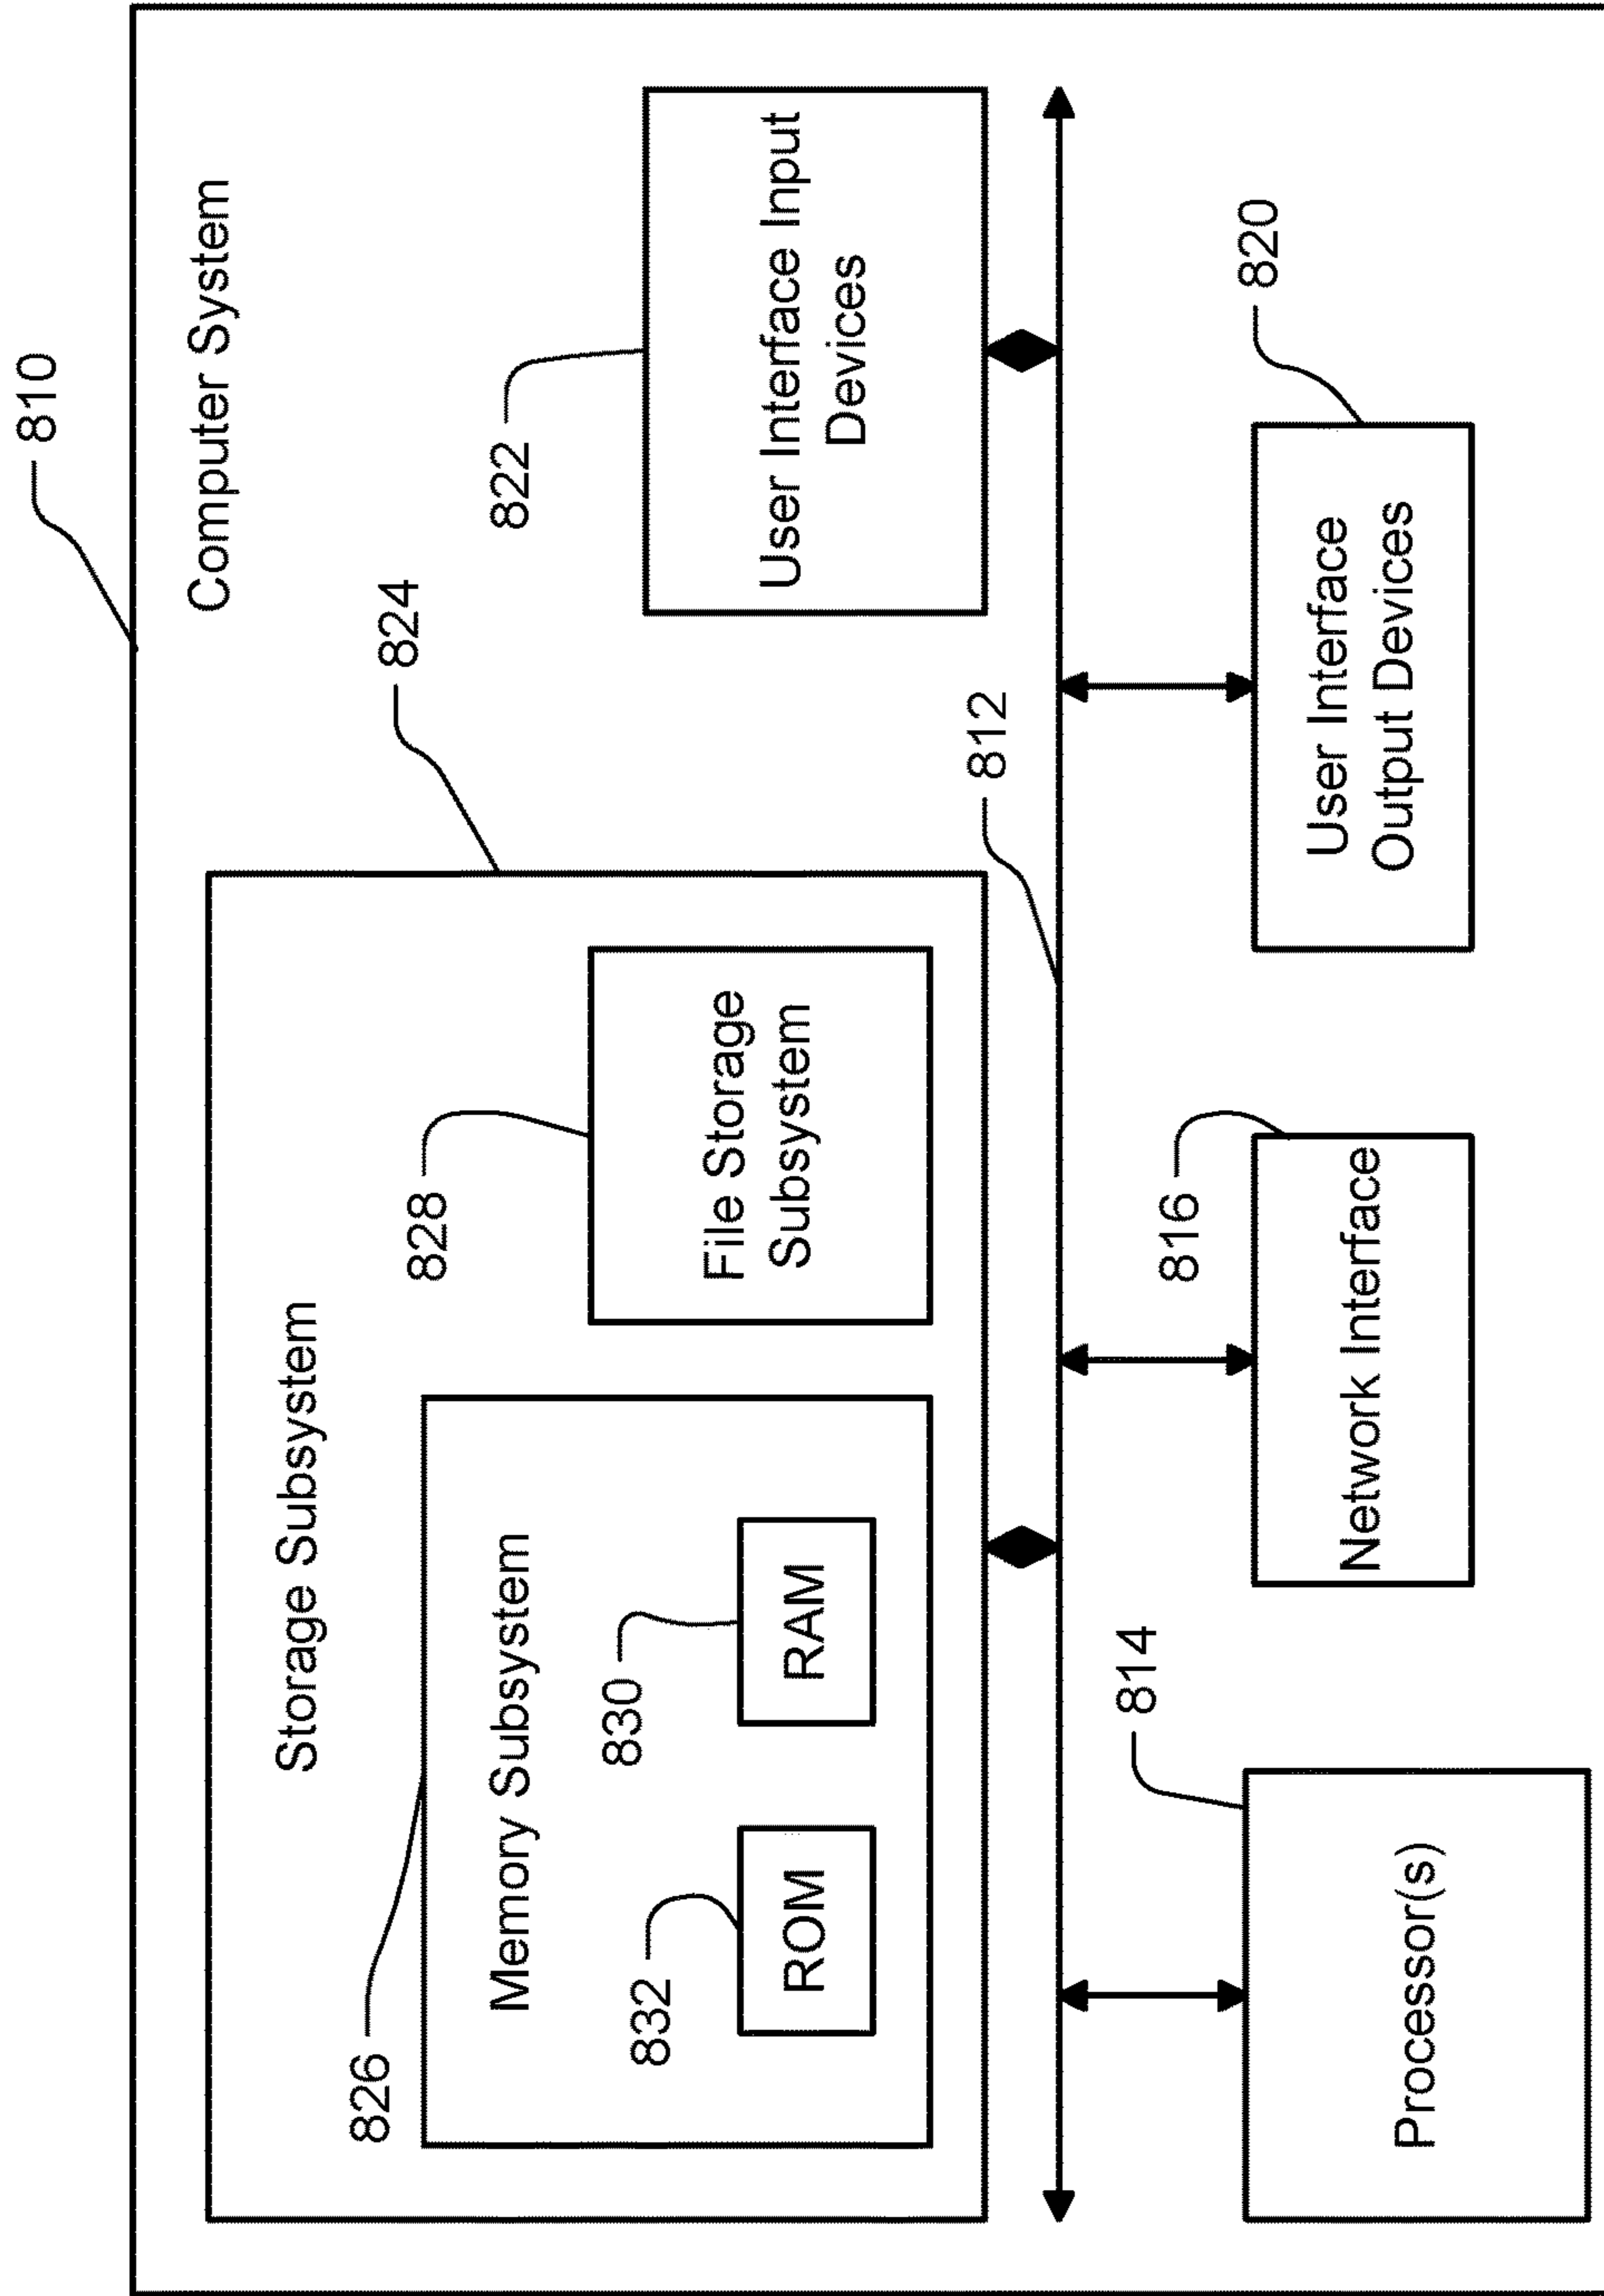 810
Computer System
824
Storage Subsystem
826
Memory Subsystem
828
822
832
830
ROM
RAM
File Storage
Subsystem
User Interface Input
Devices
812
814
816
820
Processor(s)
Network Interface
User Interface
Output Devices